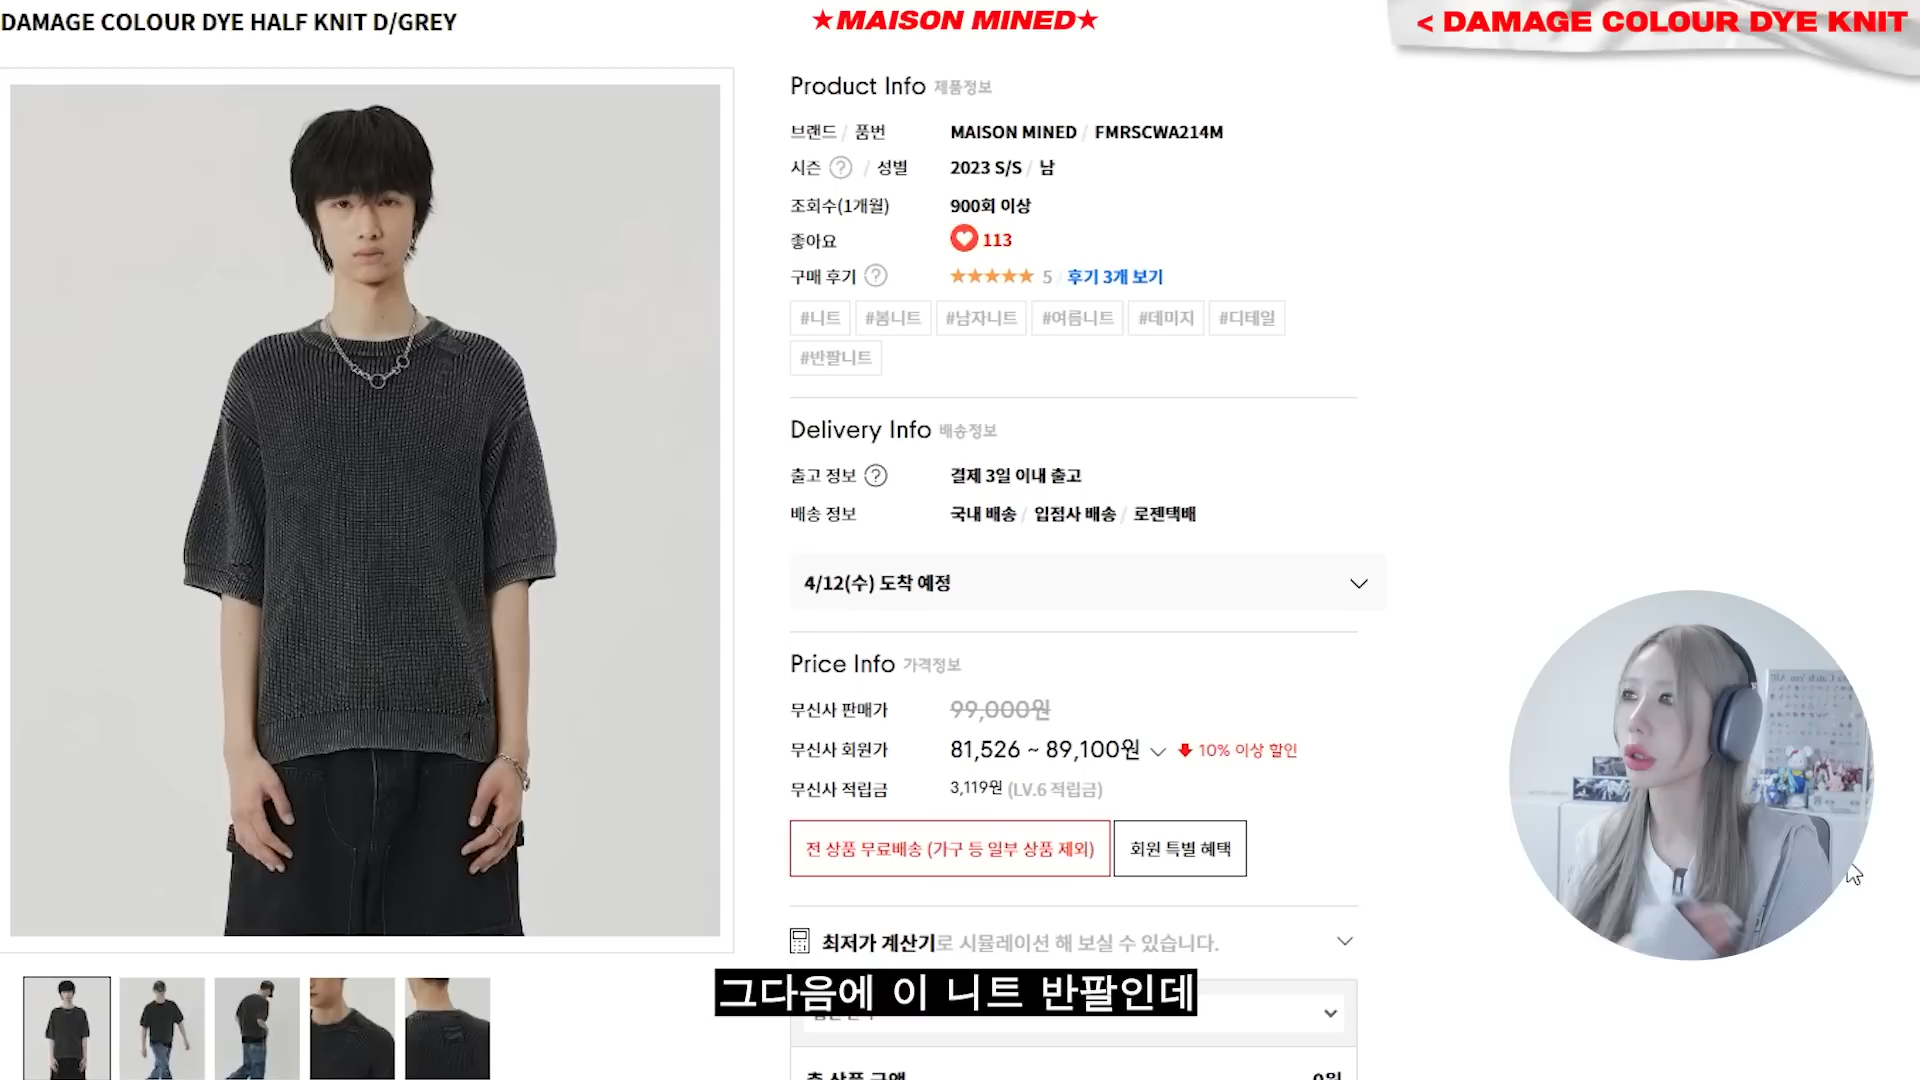 DAMAGE COLOUR DYE HALF KNIT D/GREY
★MAISON MINED★
< DAMAGE COLOUR DYE KNIT
Product Info 제품정보
브랜드 / 품번 MAISON MINED / FMRSCWA214M
시즌 ? / 성별 2023 S/S / 남
조회수(1개월) 900회 이상
좋아요 113
구매 후기 ? ★★★★★ 5 / 후기 3개 보기
#니트 #봄니트 #남자니트 #여름니트 #데미지 #디테일
#반팔니트
Delivery Info 배송정보
출고 정보 ? 결제 3일 이내 출고
배송 정보 국내 배송 / 입점사 배송 / 로젠택배
4/12(수) 도착 예정
Price Info 가격정보
무신사 판매가 99,000원
무신사 회원가 81,526 ~ 89,100원 10% 이상 할인
무신사 적립금 3,119원 (LV.6 적립금)
전 상품 무료배송 (가구 등 일부 상품 제외) 회원 특별 혜택
최저가 계산기로 시뮬레이션 해 보실 수 있습니다.
그다음에 이 니트 반팔인데
총 상품 금액 0원